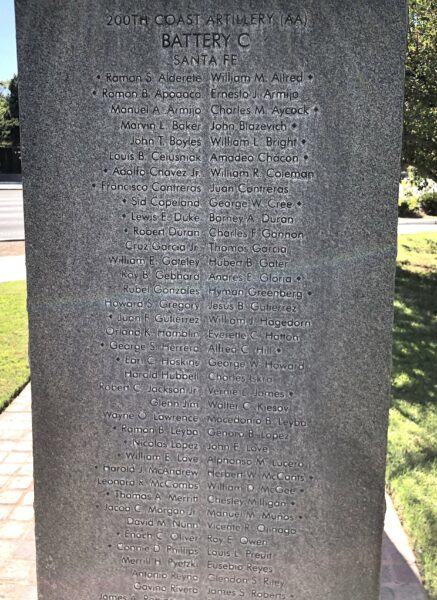 200TH COAST ARTILLERY (AA)
BATTERY C
SANTA FE
• Roman S. Alderete William M. Allred •
• Roman B. Apodaca Ernesto J. Armijo
Manuel A. Armijo Charles M. Aycock •
Marvin L. Baker John Blazevich •
John T. Boyles William L. Bright •
Louis B. Celusniak Amadeo Chacon •
• Adolfo Chavez Jr. William R. Coleman
• Francisco Contreras Juan Contreras
• Sid Copeland George W. Cree •
• Lewis E. Duke Barney A. Duran
• Robert Duran Charles F. Gannon
Cruz Garcia Jr. Thomas Garcia
William E. Gateley Hubert B. Gater
Roy B. Gebhard Andres E. Gloria •
Rubel Gonzales Hyman Greenberg •
Howard S. Gregory Jesus B. Gutierrez
• Juan F. Gutierrez William J. Hagedorn
Orland K. Hamblin Everette C. Hatton
• George S. Herrera Alfred C. Hill •
• Earl C. Hoskins George W. Howard
Harold Hubbell Charles Iskra
Robert C. Jackson Jr. Vernie L. James •
Glenn Jim Walter C. Kiesov
Wayne O. Lawrence Macedonio B. Leyba
• Roman B. Leyba Genaro B. Lopez
• Nicolas Lopez John F. Love
• William E. Love Alphonso M. Lucero
• Harold J. McAndrew Herbert W. McCants •
Leonard R. McCombs William D. McGee •
• Thomas A. Merritt Chesley Milligan •
Jacob C. Morgan Jr. Manuel M. Munos •
David M. Nunn Vicente R. Ojinaga
• Enoch C. Oliver Roy E. Owen
• Connie D. Phillips Louis L. Preuit
Merrill H. Pyetzki Eusebio Reyes
Antonio Reyna Clendon S. Riley
Gavino Rivera James S. Roberts •
James G.